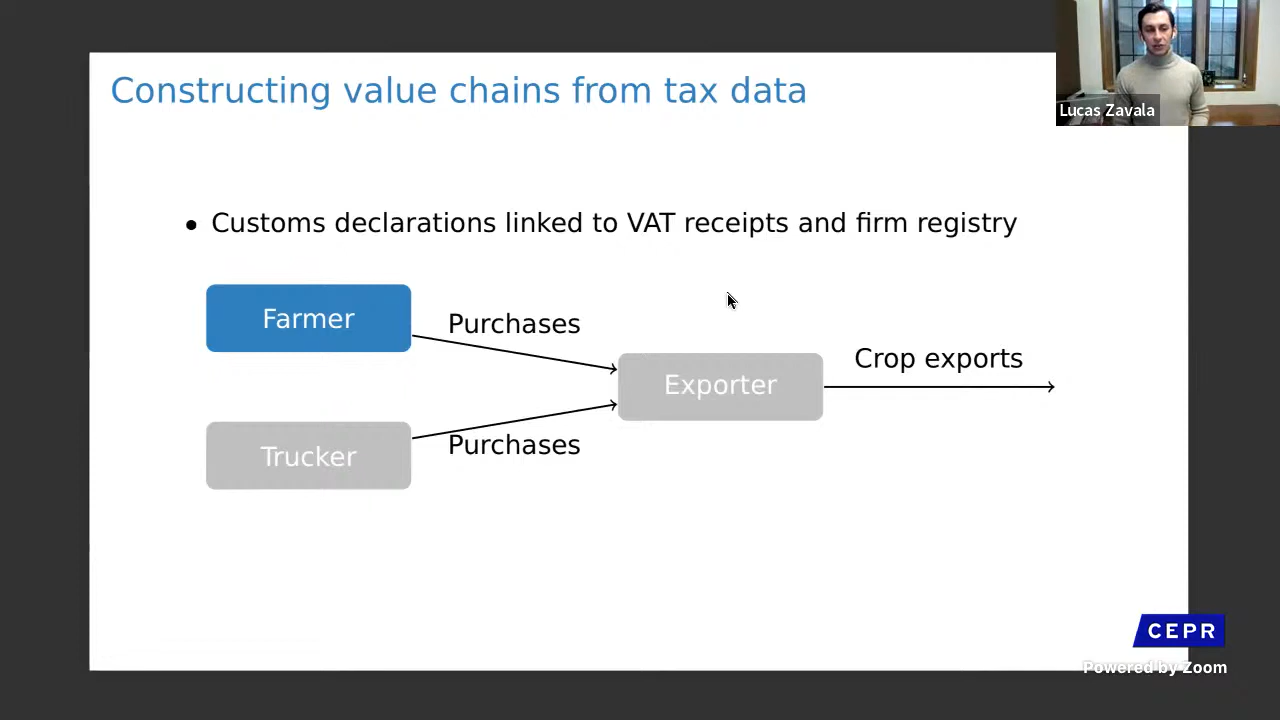 Constructing value chains from tax data
Lucas Zavala
• Customs declarations linked to VAT receipts and firm registry
Farmer
Purchases
Exporter
Crop exports
Trucker
Purchases
CEPR
Powered by Zoom